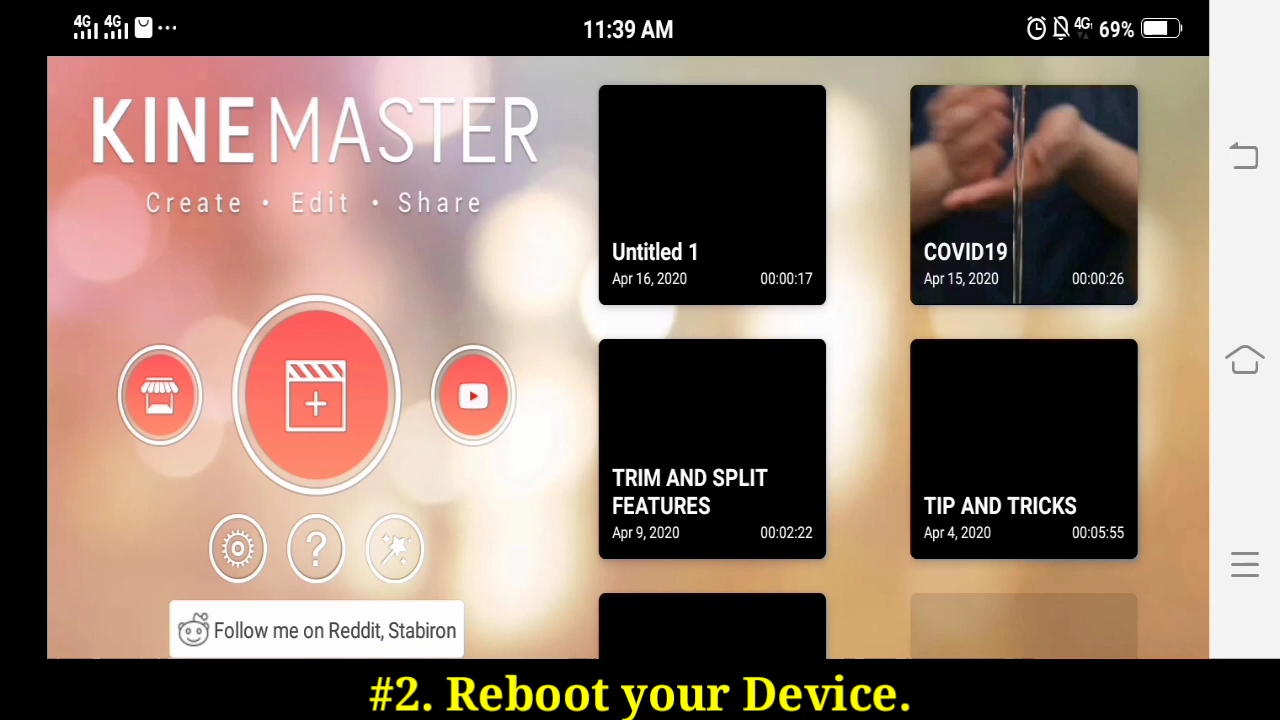 4G 4G 11:39 AM 4G 69%
KINEMASTER
Create • Edit • Share
Untitled 1
Apr 16, 2020 00:00:17
COVID19
Apr 15, 2020 00:00:26
TRIM AND SPLIT
FEATURES
Apr 9, 2020 00:02:22
TIP AND TRICKS
Apr 4, 2020 00:05:55
Follow me on Reddit, Stabiron
#2. Reboot your Device.